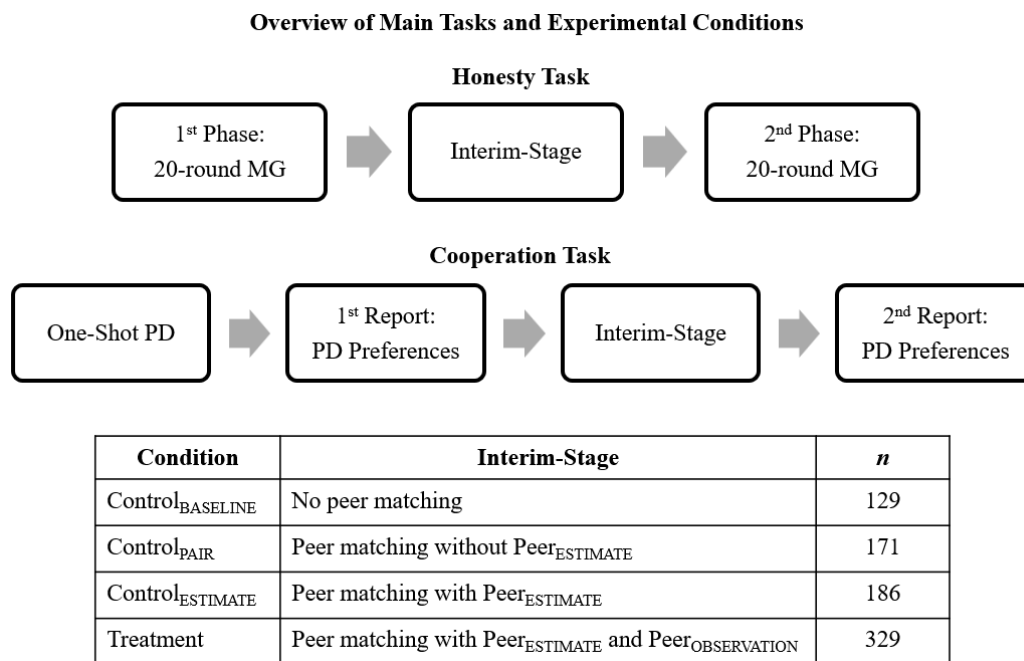 Overview of Main Tasks and Experimental Conditions
Honesty Task
1st Phase:
20-round MG
Interim-Stage
2nd Phase:
20-round MG
Cooperation Task
One-Shot PD
1st Report:
PD Preferences
Interim-Stage
2nd Report:
PD Preferences
Condition Interim-Stage n
ControlBASELINE No peer matching 129
ControlPAIR Peer matching without PeerESTIMATE 171
ControlESTIMATE Peer matching with PeerESTIMATE 186
Treatment Peer matching with PeerESTIMATE and PeerOBSERVATION 329